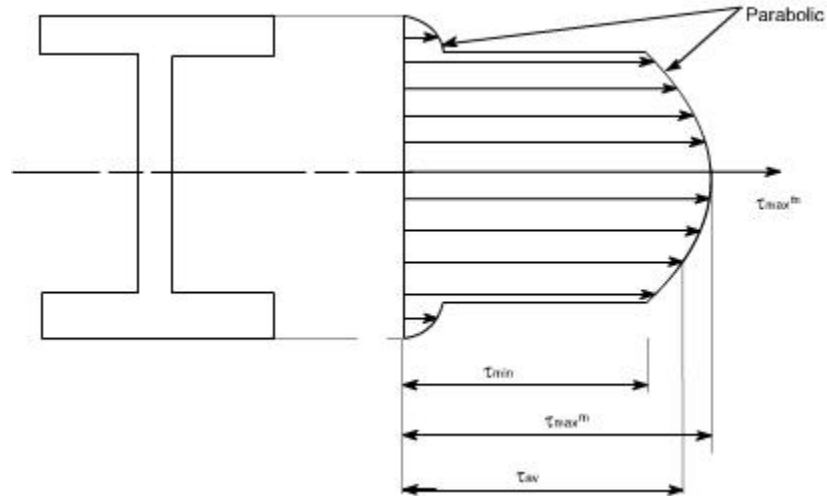 Parabolic
τmaxᵐ
τmin
τmaxᵐ
τav